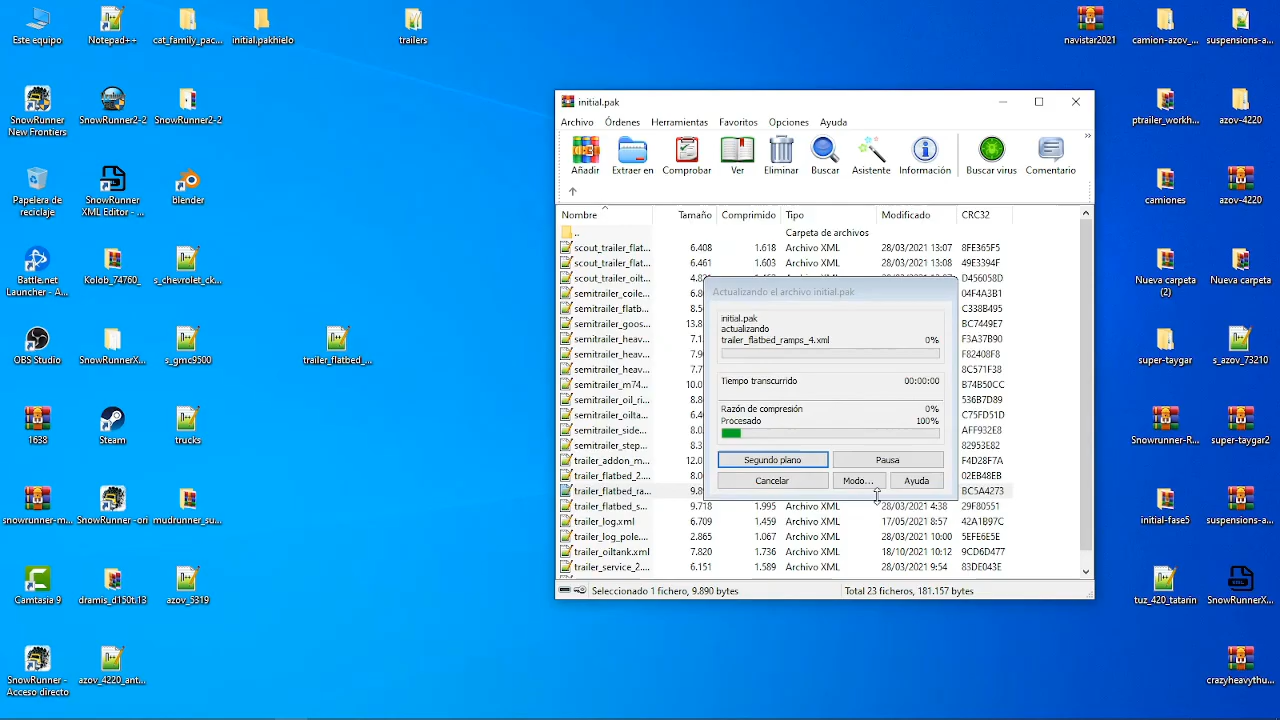 Este equipo
Notepad++
cat_family_pac...
initial.pakhielo
trailers
navistar2021
camion-azov_...
suspensions-a...
SnowRunner
New Frontiers
SnowRunner2-2
SnowRunner2-2
ptrailer_workh...
azov-4220
Papelera de
reciclaje
SnowRunner
XML Editor - ...
blender
camiones
azov-4220
Battle.net
Launcher - A...
Kolob_74760_
s_chevrolet_ck...
Nueva carpeta
(2)
Nueva carpeta
OBS Studio
SnowRunnerX...
s_gmc9500
trailer_flatbed_...
super-taygar
s_azov_73210
1638
Steam
trucks
Snowrunner-R...
super-taygar2
snowrunner-m...
SnowRunner -ori
mudrunner_su...
initial-fase5
suspensions-a...
Camtasia 9
dramis_d150t.13
azov_5319
tuz_420_tatarin
SnowRunnerX...
SnowRunner -
Acceso directo
azov_4220_ant...
crazyheavythu...
initial.pak
Archivo Órdenes Herramientas Favoritos Opciones Ayuda
Añadir Extraer en Comprobar Ver Eliminar Buscar Asistente Información Buscar virus Comentario
Nombre Tamaño Comprimido Tipo Modificado CRC32
.. Carpeta de archivos
scout_trailer_flat... 6.408 1.618 Archivo XML 28/03/2021 13:07 8FE365F5
scout_trailer_flat... 6.461 1.603 Archivo XML 28/03/2021 13:08 49E3394F
scout_trailer_oilt... D456058D
semitrailer_coile... 04F4A3B1
semitrailer_flatb... C338B495
semitrailer_goos... BC7449E7
semitrailer_heav... F3A37B90
semitrailer_heav... F82408F8
semitrailer_heav... 8C571F38
semitrailer_m74... B74B50CC
semitrailer_oil_ri... 536B7D89
semitrailer_oilta... C75FD51D
semitrailer_side... AFF932E8
semitrailer_step... 82953E82
trailer_addon_m... F4D28F7A
trailer_flatbed_2... 02EB48EB
trailer_flatbed_ra... BC5A4273
trailer_flatbed_s... 9.718 1.995 Archivo XML 28/03/2021 4:38 29F80551
trailer_log.xml 6.709 1.459 Archivo XML 17/05/2021 8:57 42A1B97C
trailer_log_pole.... 2.865 1.067 Archivo XML 28/03/2021 10:00 5EFE6E5E
trailer_oiltank.xml 7.820 1.736 Archivo XML 18/10/2021 10:12 9CD6D477
trailer_service_2.... 6.151 1.589 Archivo XML 28/03/2021 9:54 83DE043E
Seleccionado 1 fichero, 9.890 bytes Total 23 ficheros, 181.157 bytes
Actualizando el archivo initial.pak
initial.pak
actualizando
trailer_flatbed_ramps_4.xml 0%
Tiempo transcurrido 00:00:00
Razón de compresión 0%
Procesado 100%
Segundo plano Pausa
Cancelar Modo... Ayuda